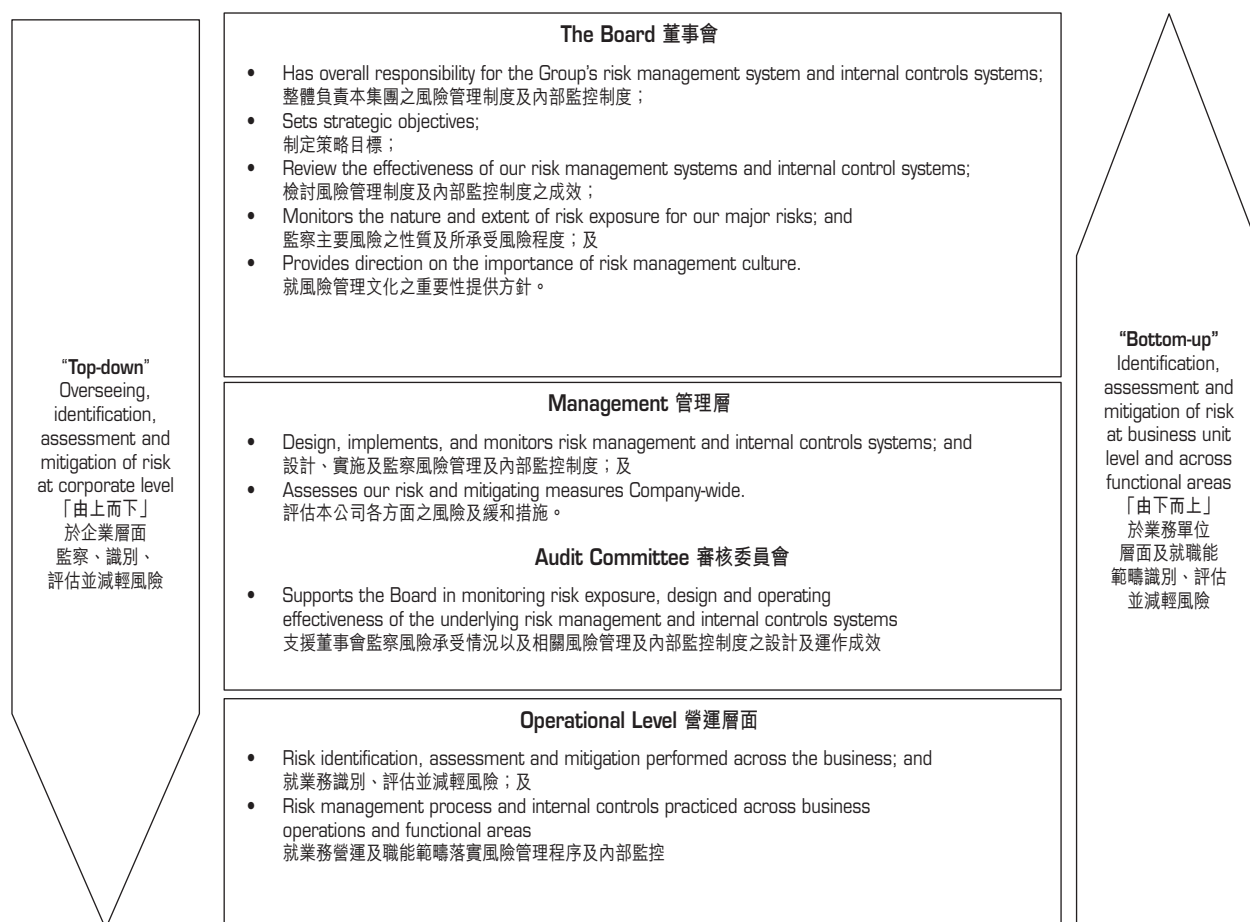 "Top-down"
Overseeing,
identification,
assessment and
mitigation of risk
at corporate level
「由上而下」
於企業層面
監察、識別、
評估並減輕風險
The Board 董事會
• Has overall responsibility for the Group's risk management system and internal controls systems;
整體負責本集團之風險管理制度及內部監控制度；
• Sets strategic objectives;
制定策略目標；
• Review the effectiveness of our risk management systems and internal control systems;
檢討風險管理制度及內部監控制度之成效；
• Monitors the nature and extent of risk exposure for our major risks; and
監察主要風險之性質及所承受風險程度；及
• Provides direction on the importance of risk management culture.
就風險管理文化之重要性提供方針。
Management 管理層
• Design, implements, and monitors risk management and internal controls systems; and
設計、實施及監察風險管理及內部監控制度；及
• Assesses our risk and mitigating measures Company-wide.
評估本公司各方面之風險及緩和措施。
Audit Committee 審核委員會
• Supports the Board in monitoring risk exposure, design and operating
effectiveness of the underlying risk management and internal controls systems
支援董事會監察風險承受情況以及相關風險管理及內部監控制度之設計及運作成效
Operational Level 營運層面
• Risk identification, assessment and mitigation performed across the business; and
就業務識別、評估並減輕風險；及
• Risk management process and internal controls practiced across business
operations and functional areas
就業務營運及職能範疇落實風險管理程序及內部監控
"Bottom-up"
Identification,
assessment and
mitigation of risk
at business unit
level and across
functional areas
「由下而上」
於業務單位
層面及就職能
範疇識別、評估
並減輕風險